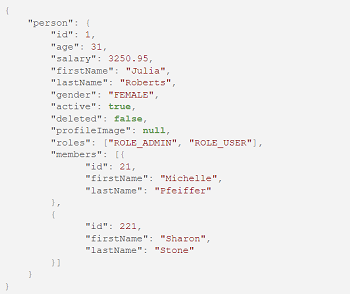 {
    "person": {
        "id": 1,
        "age": 31,
        "salary": 3250.95,
        "firstName": "Julia",
        "lastName": "Roberts",
        "gender": "FEMALE",
        "active": true,
        "deleted": false,
        "profileImage": null,
        "roles": ["ROLE_ADMIN", "ROLE_USER"],
        "members": [{
              "id": 21,
              "firstName": "Michelle",
              "lastName": "Pfeiffer"
        },
        {
              "id": 221,
              "firstName": "Sharon",
              "lastName": "Stone"
        }]
    }
}